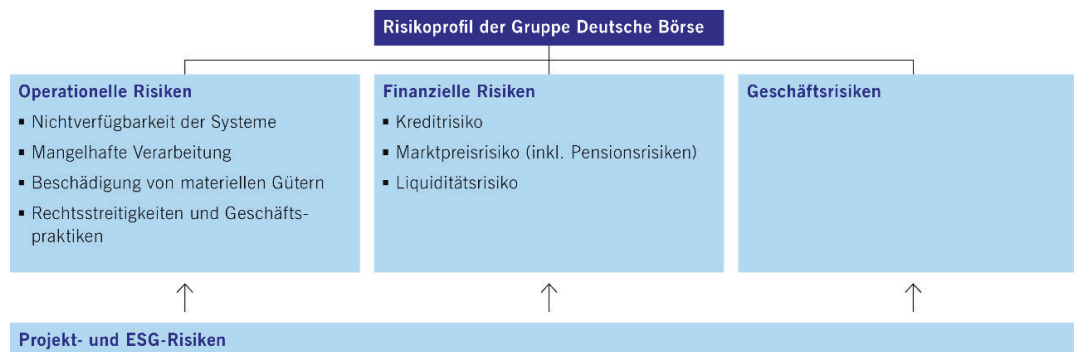 Risikoprofil der Gruppe Deutsche Börse
Operationelle Risiken
▪ Nichtverfügbarkeit der Systeme
▪ Mangelhafte Verarbeitung
▪ Beschädigung von materiellen Gütern
▪ Rechtsstreitigkeiten und Geschäfts-
praktiken
Finanzielle Risiken
▪ Kreditrisiko
▪ Marktpreisrisiko (inkl. Pensionsrisiken)
▪ Liquiditätsrisiko
Geschäftsrisiken
Projekt- und ESG-Risiken